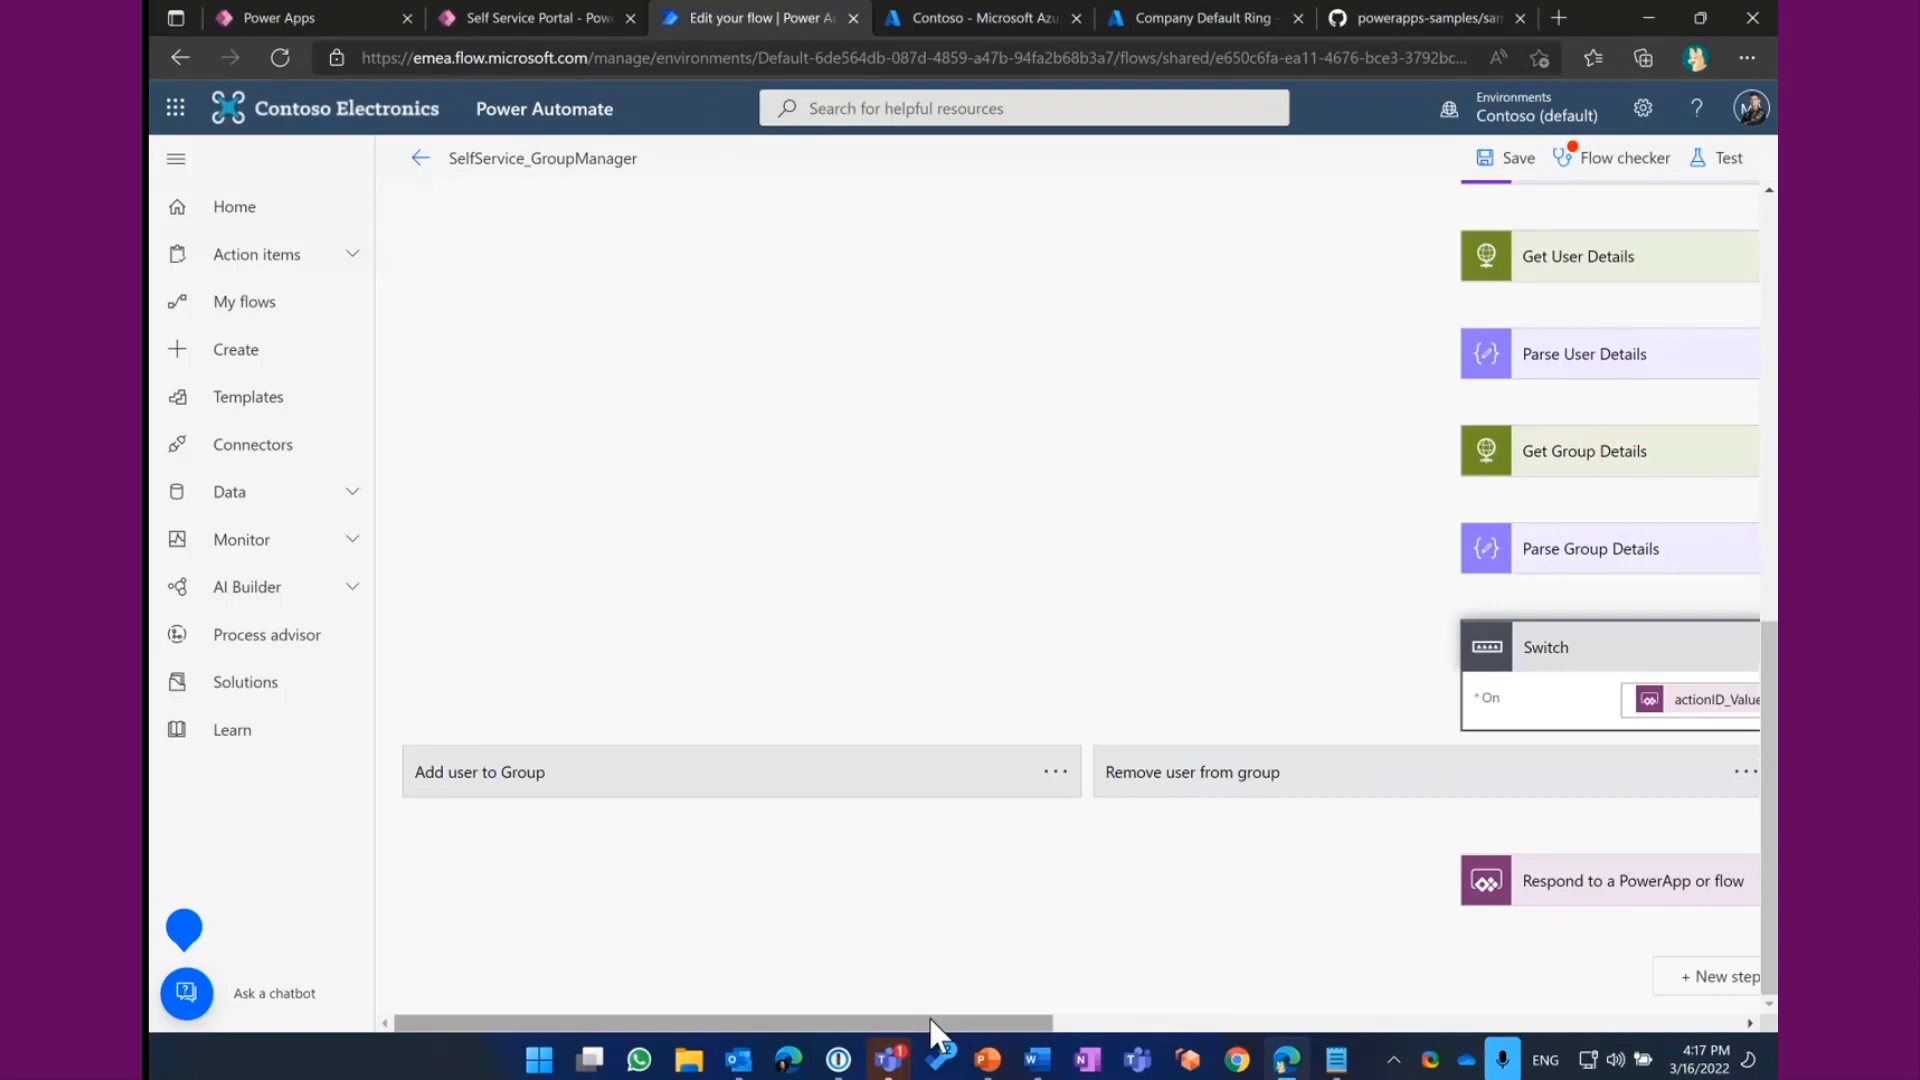 Power Apps
Self Service Portal - Pow
Edit your flow | Power Au
Contoso - Microsoft Azu
Company Default Ring -
powerapps-samples/sam
https://emea.flow.microsoft.com/manage/environments/Default-6de564db-087d-4859-a47b-94fa2b68b3a7/flows/shared/e650c6fa-ea11-4676-bce3-3792bc...
Contoso Electronics
Power Automate
Search for helpful resources
Environments
Contoso (default)
SelfService_GroupManager
Save
Flow checker
Test
Home
Action items
My flows
Create
Templates
Connectors
Data
Monitor
AI Builder
Process advisor
Solutions
Learn
Ask a chatbot
Get User Details
Parse User Details
Get Group Details
Parse Group Details
Switch
* On
actionID_Value
Add user to Group
Remove user from group
Respond to a PowerApp or flow
+ New step
ENG
4:17 PM
3/16/2022